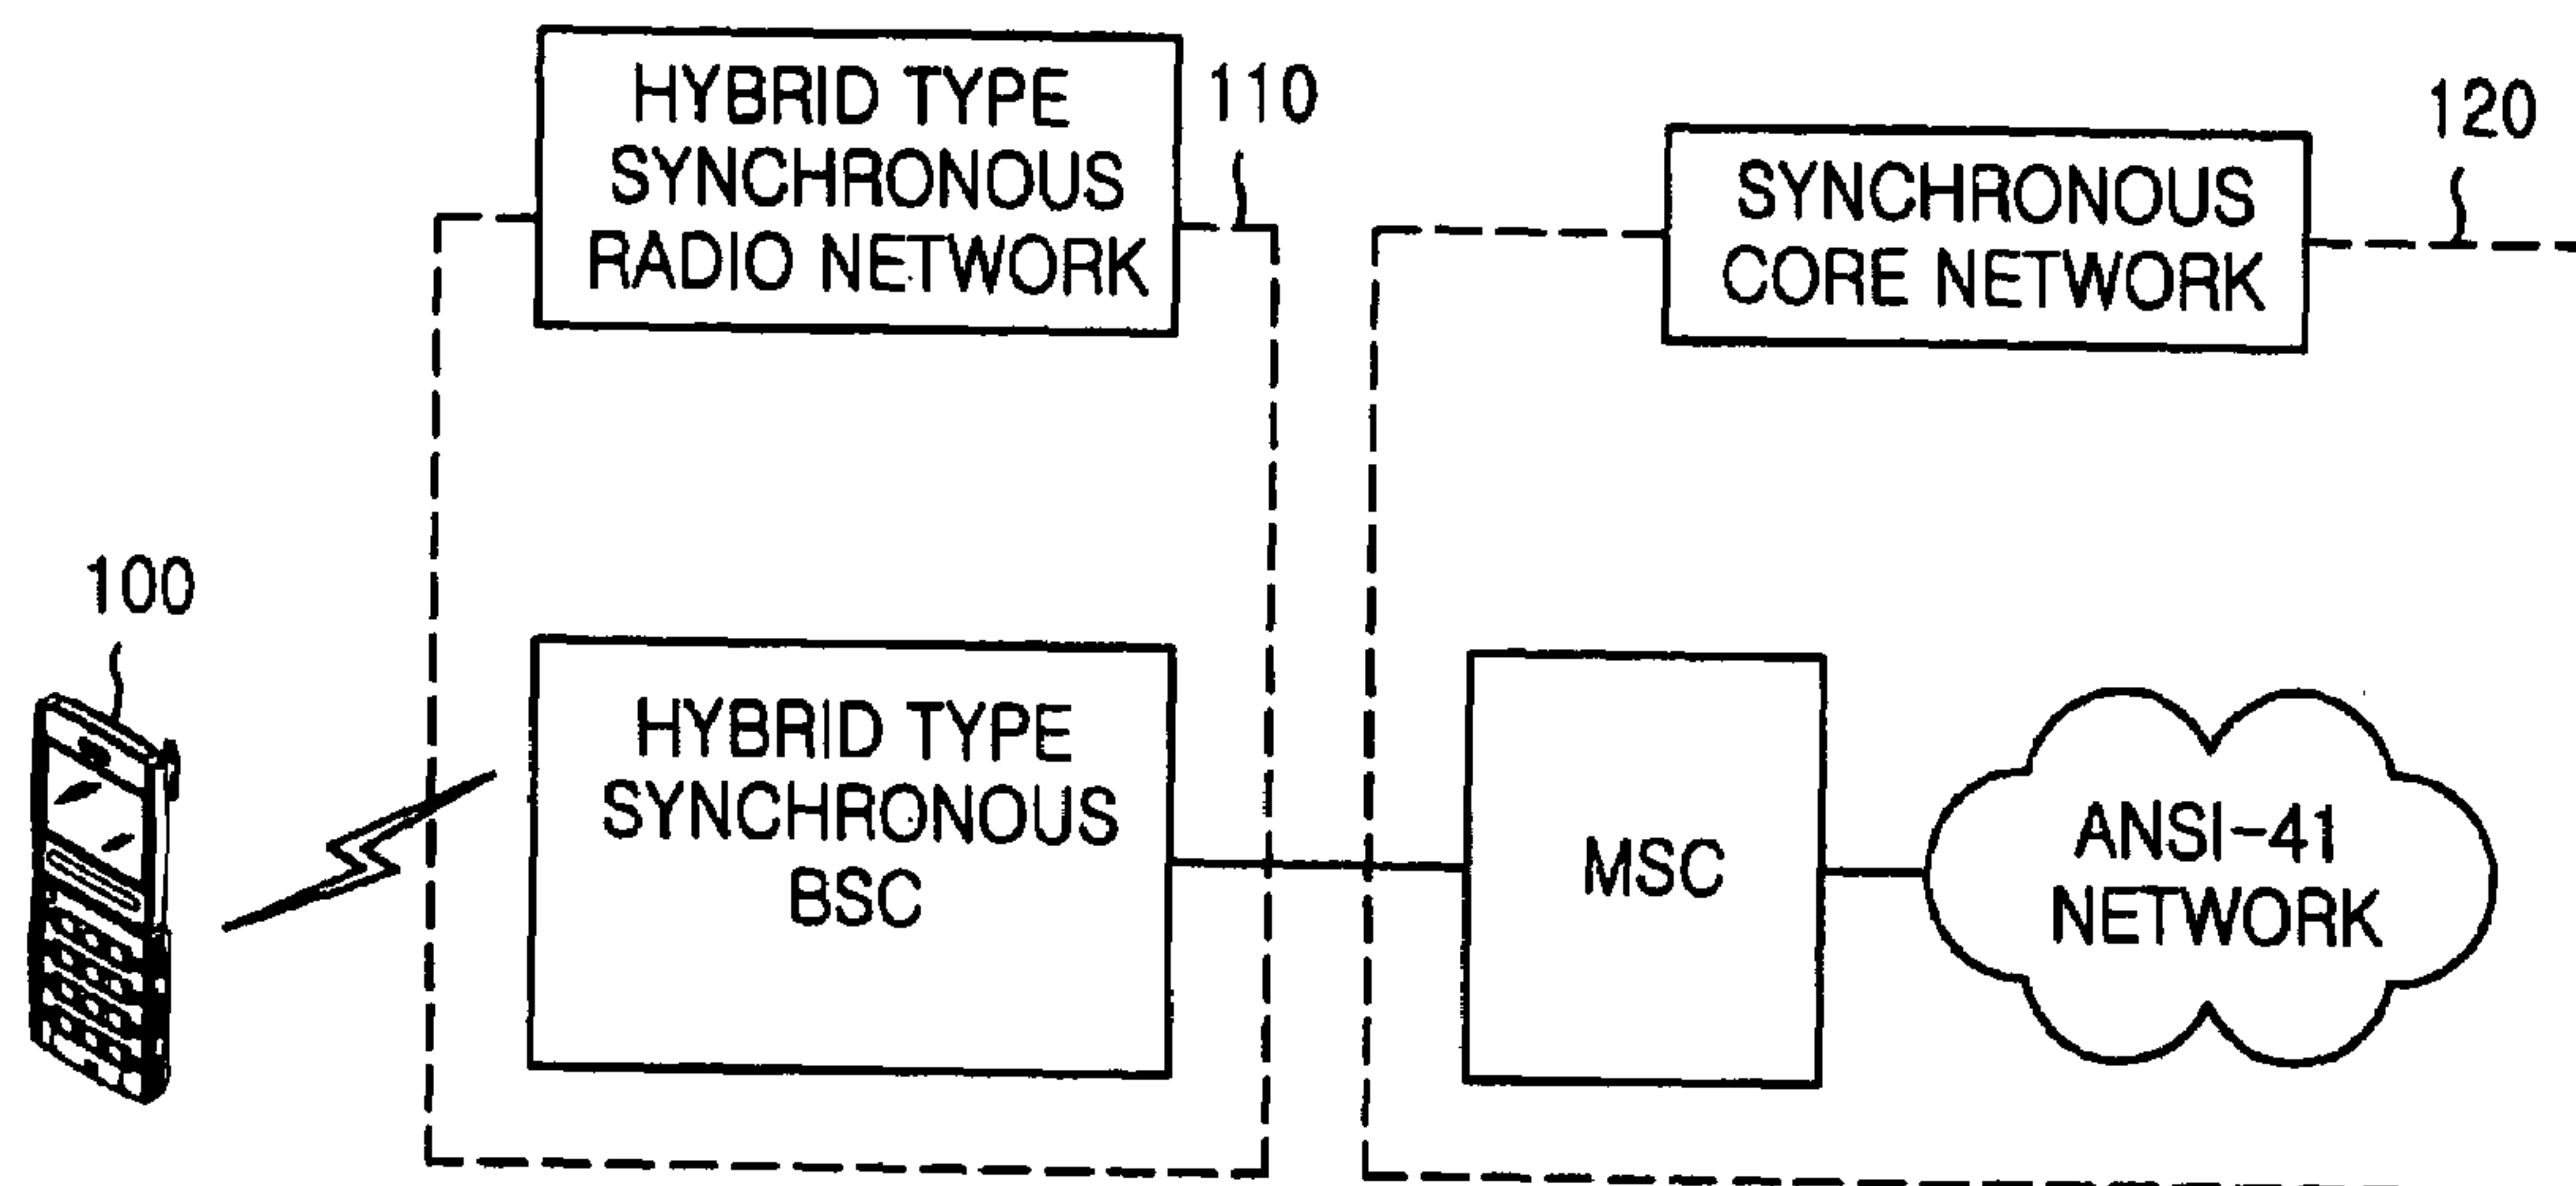 HYBRID TYPE
SYNCHRONOUS
RADIO NETWORK
110
SYNCHRONOUS
CORE NETWORK
120
100
HYBRID TYPE
SYNCHRONOUS
BSC
MSC
ANSI-41
NETWORK